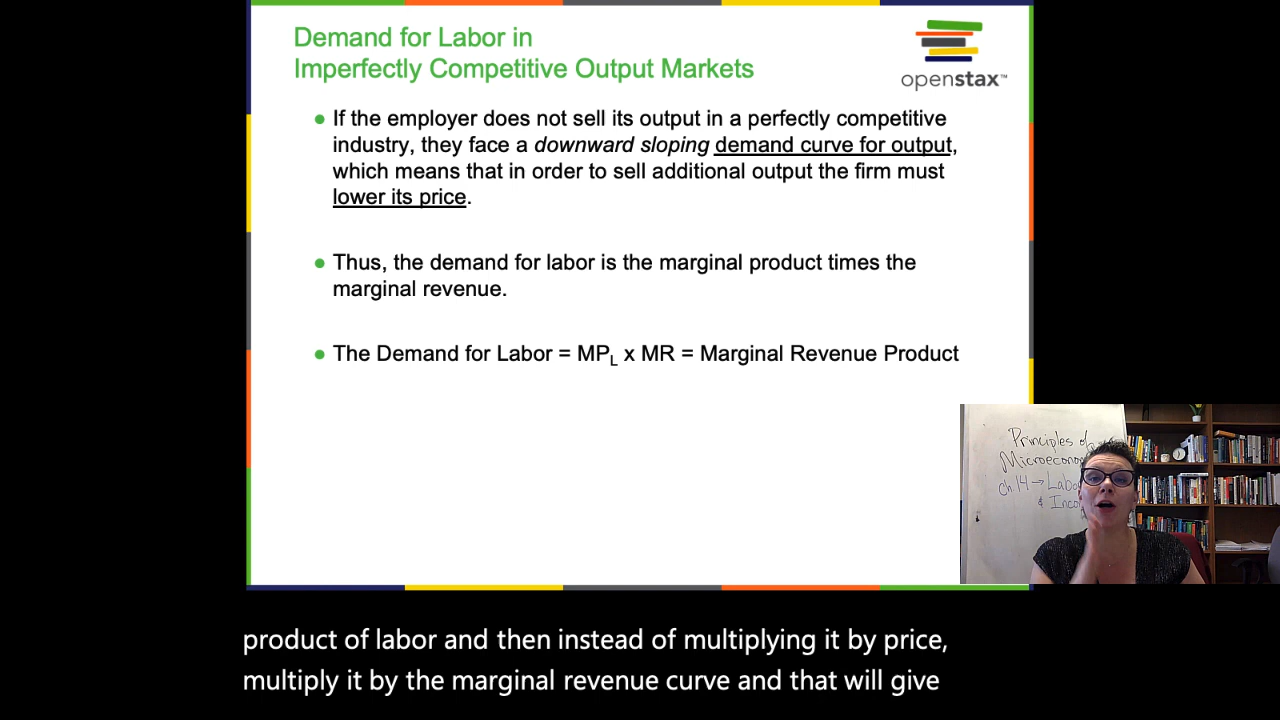 Demand for Labor in
Imperfectly Competitive Output Markets
openstax™
• If the employer does not sell its output in a perfectly competitive
industry, they face a downward sloping demand curve for output,
which means that in order to sell additional output the firm must
lower its price.
• Thus, the demand for labor is the marginal product times the
marginal revenue.
• The Demand for Labor = MPL x MR = Marginal Revenue Product
Principles of
Microecono
Ch 14 → Labo
& Inco
product of labor and then instead of multiplying it by price,
multiply it by the marginal revenue curve and that will give